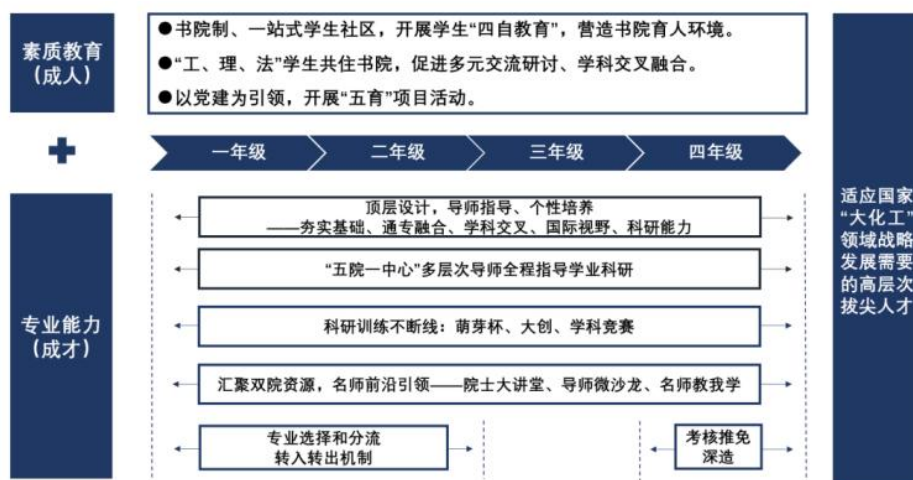 素质教育
(成人)
●书院制、一站式学生社区，开展学生“四自教育”，营造书院育人环境。
●“工、理、法”学生共住书院，促进多元交流研讨、学科交叉融合。
●以党建为引领，开展“五育”项目活动。
一年级
二年级
三年级
四年级
专业能力
(成才)
顶层设计，导师指导、个性培养
——夯实基础、通专融合、学科交叉、国际视野、科研能力
“五院一中心”多层次导师全程指导学业科研
科研训练不断线：萌芽杯、大创、学科竞赛
汇聚双院资源，名师前沿引领——院士大讲堂、导师微沙龙、名师教我学
专业选择和分流
转入转出机制
考核推免
深造
适应国家
“大化工”
领域战略
发展需要
的高层次
拔尖人才